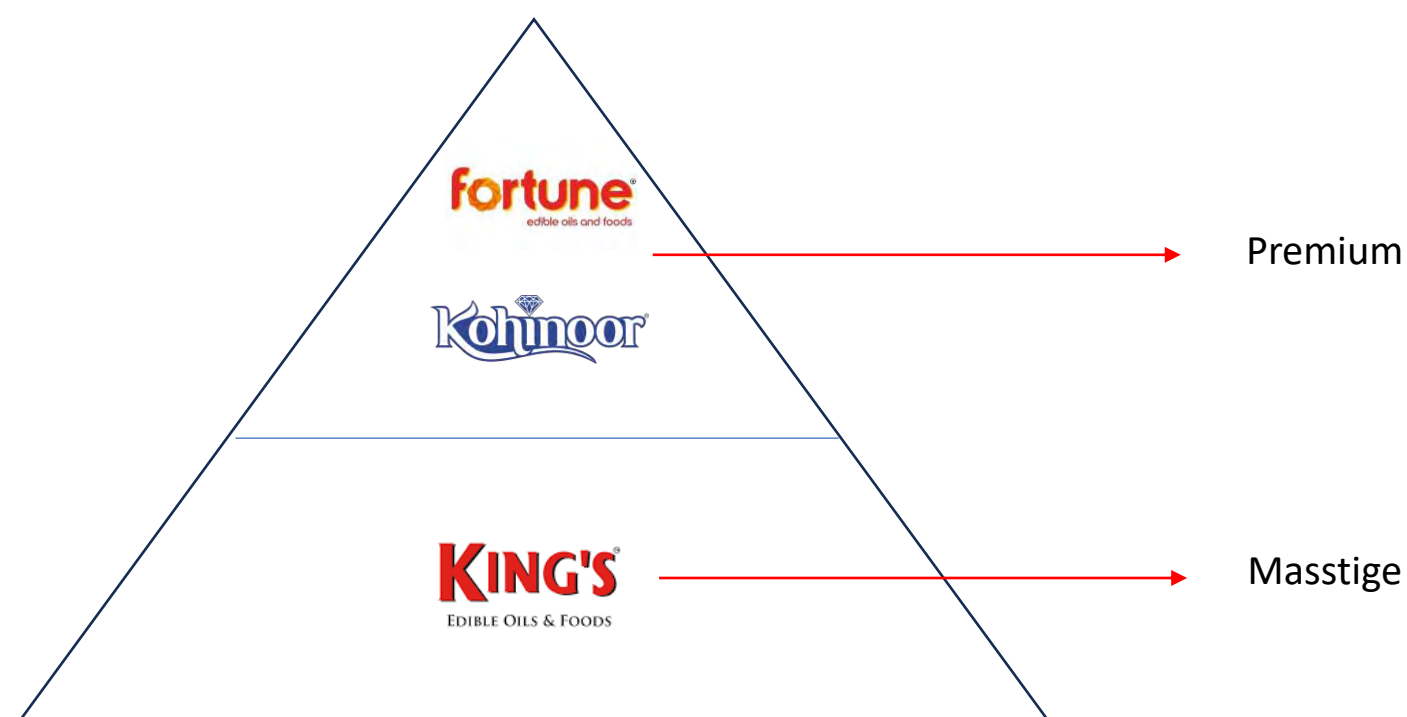 fortune®
edible oils and foods
Premium
Kohinoor®
KING'S
EDIBLE OILS & FOODS
Masstige